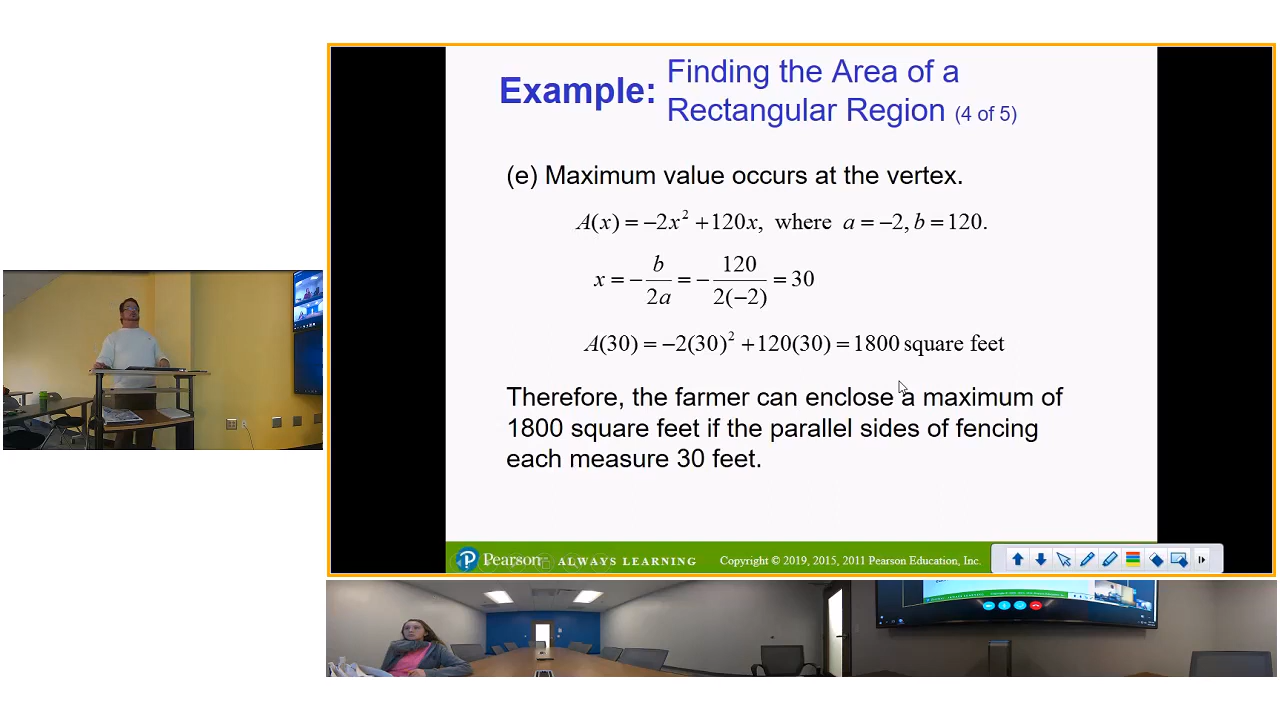 Example:
Finding the Area of a
Rectangular Region (4 of 5)
(e) Maximum value occurs at the vertex.
A(x) = −2x² + 120x, where a = −2, b = 120.
x = −b/2a = −120/2(−2) = 30
A(30) = −2(30)² + 120(30) = 1800 square feet
Therefore, the farmer can enclose a maximum of
1800 square feet if the parallel sides of fencing
each measure 30 feet.
Pearson ALWAYS LEARNING Copyright © 2019, 2015, 2011 Pearson Education, Inc.